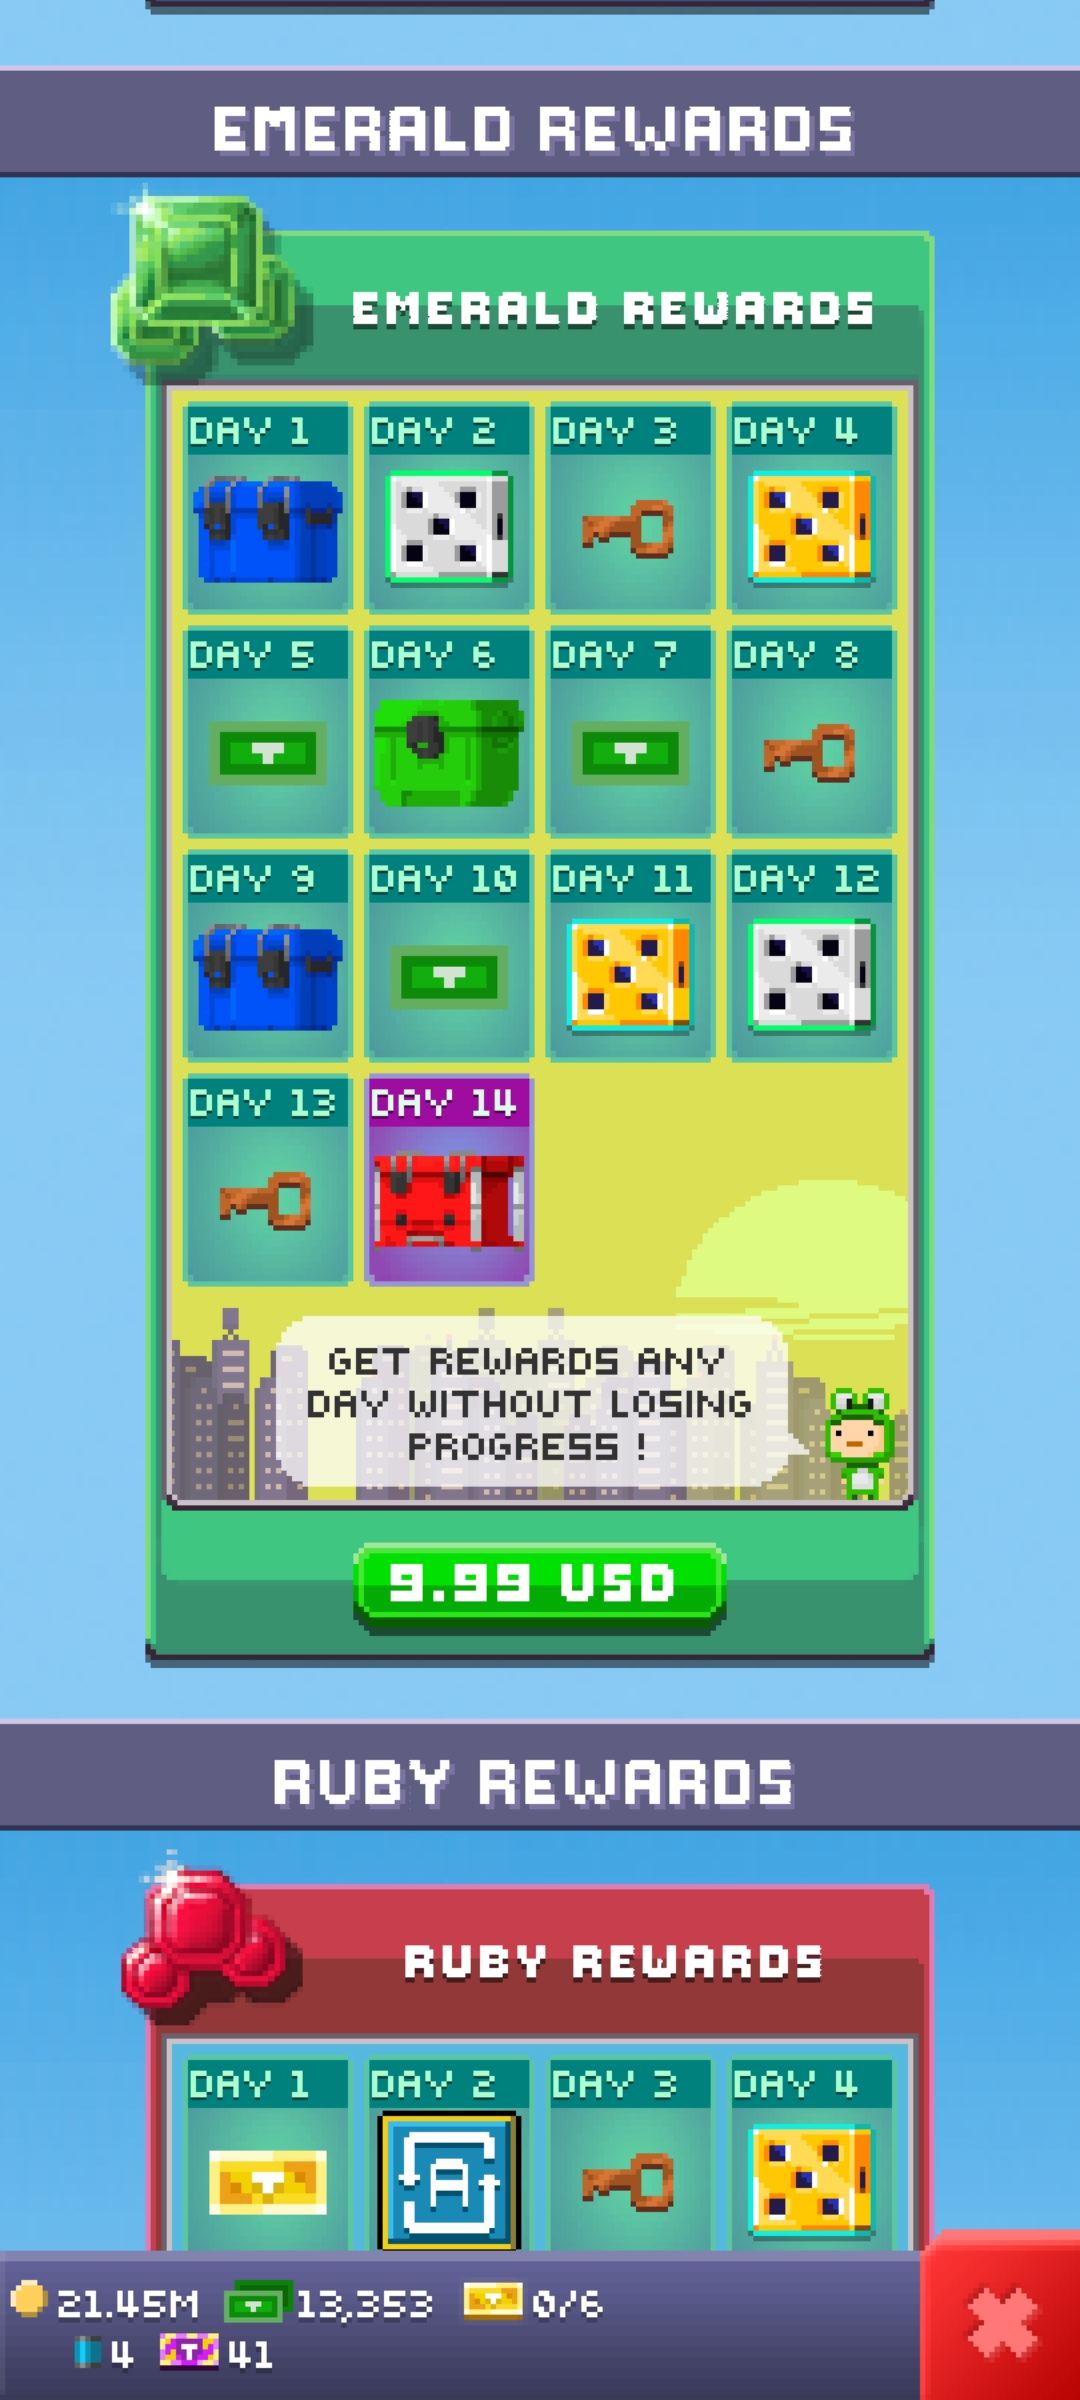 EMERALD REWARDS
EMERALD REWARDS
DAY 1 DAY 2 DAY 3 DAY 4
DAY 5 DAY 6 DAY 7 DAY 8
DAY 9 DAY 10 DAY 11 DAY 12
DAY 13 DAY 14
GET REWARDS ANY
DAY WITHOUT LOSING
PROGRESS !
9.99 USD
RUBY REWARDS
RUBY REWARDS
DAY 1 DAY 2 DAY 3 DAY 4
A
21.45M 13,353 0/6
4 T 41